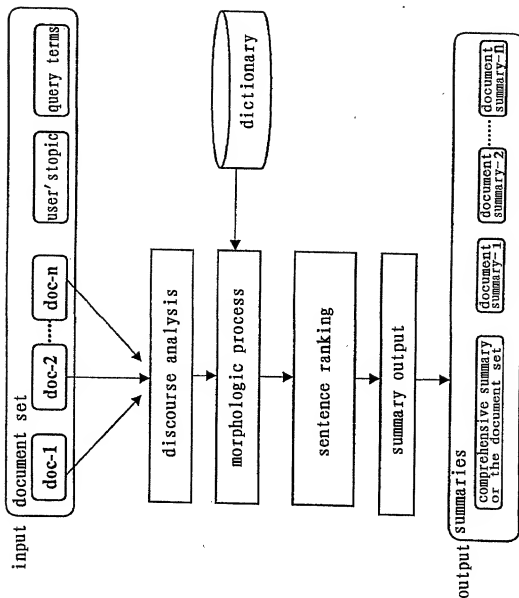 input document set
doc-1
doc-2
......
doc-n
user'stopic
query terms
discourse analysis
morphologic process
dictionary
sentence ranking
summary output
output summaries
comprehensive summary
or the document set
document
summary-1
document
summary-2
......
document
summary-n